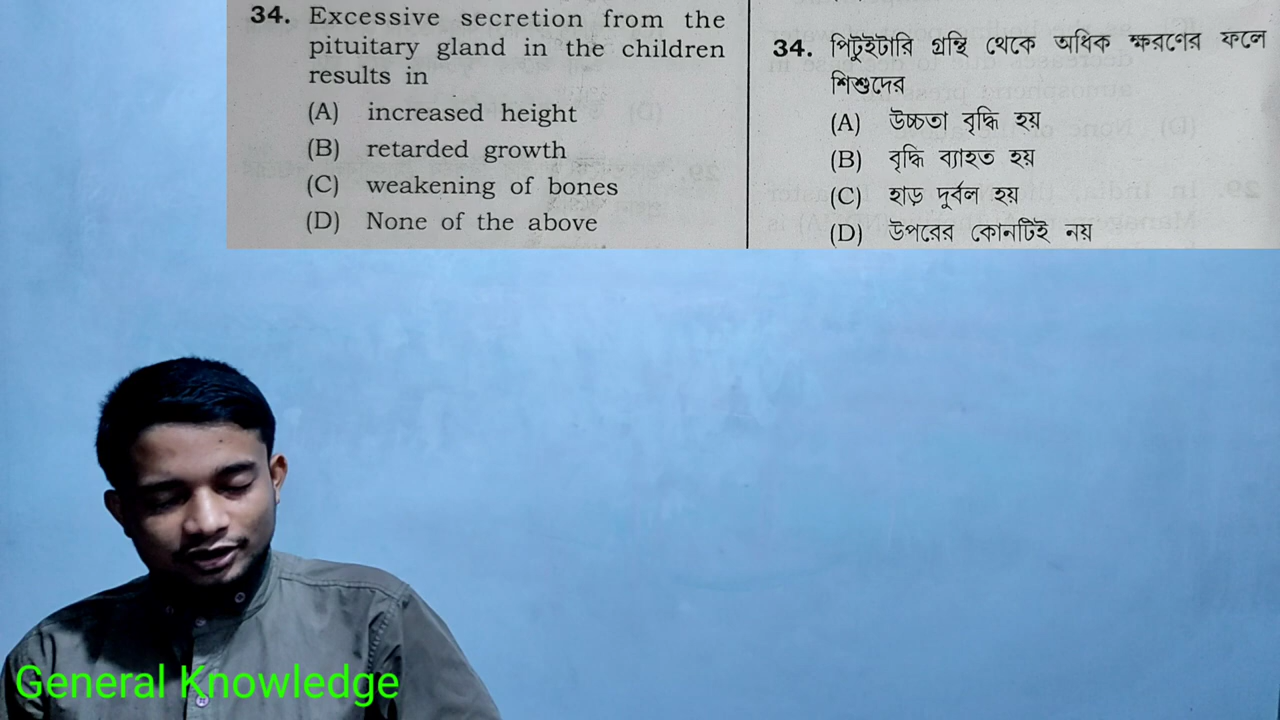 34. Excessive secretion from the
pituitary gland in the children
results in
(A) increased height
(B) retarded growth
(C) weakening of bones
(D) None of the above
34. পিটুইটারি গ্রন্থি থেকে অধিক ক্ষরণের ফলে
শিশুদের
(A) উচ্চতা বৃদ্ধি হয়
(B) বৃদ্ধি ব্যাহত হয়
(C) হাড় দুর্বল হয়
(D) উপরের কোনটিই নয়
General Knowledge